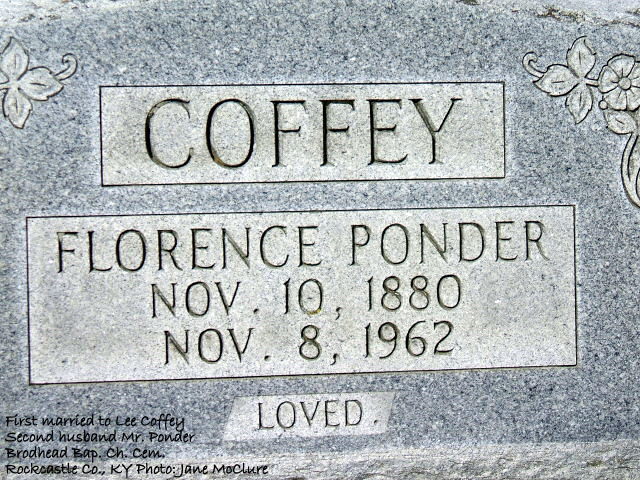 COFFEY
FLORENCE PONDER
NOV. 10, 1880
NOV. 8, 1962
LOVED.
First married to Lee Coffey
Second husband Mr. Ponder
Brodhead Bap. Ch. Cem.
Rockcastle Co., KY Photo: Jane McClure